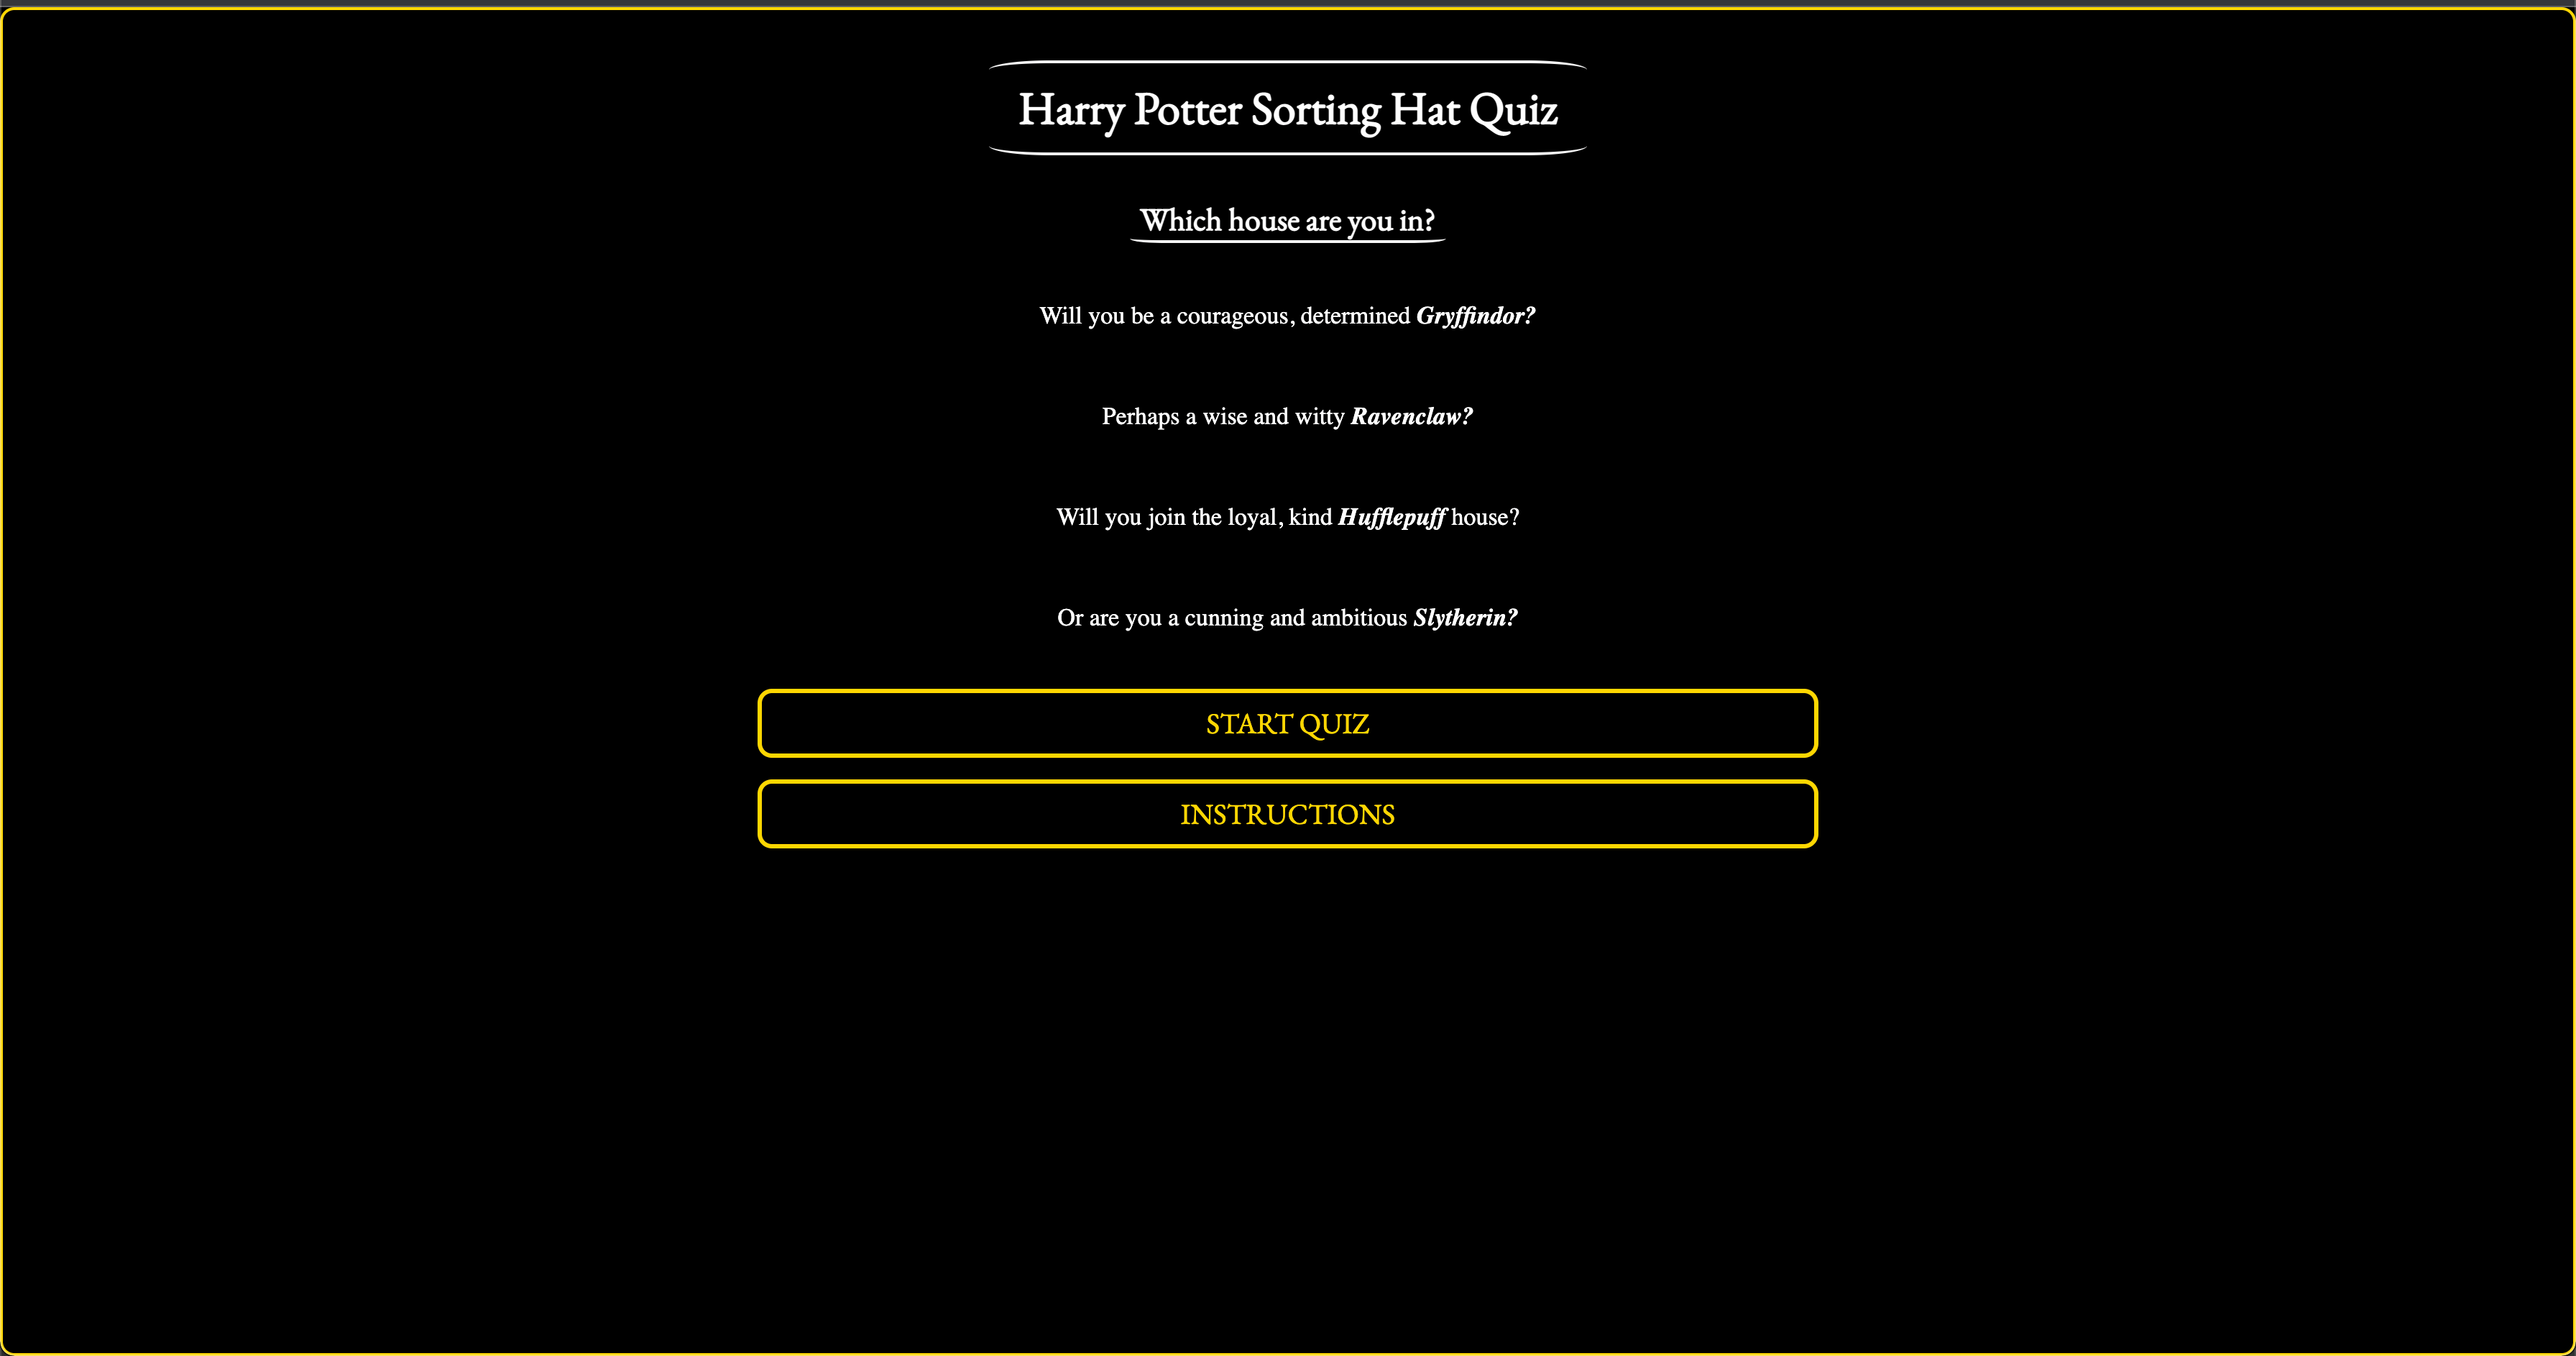 Harry Potter Sorting Hat Quiz
Which house are you in?
Will you be a courageous, determined Gryffindor?
Perhaps a wise and witty Ravenclaw?
Will you join the loyal, kind Hufflepuff house?
Or are you a cunning and ambitious Slytherin?
START QUIZ
INSTRUCTIONS